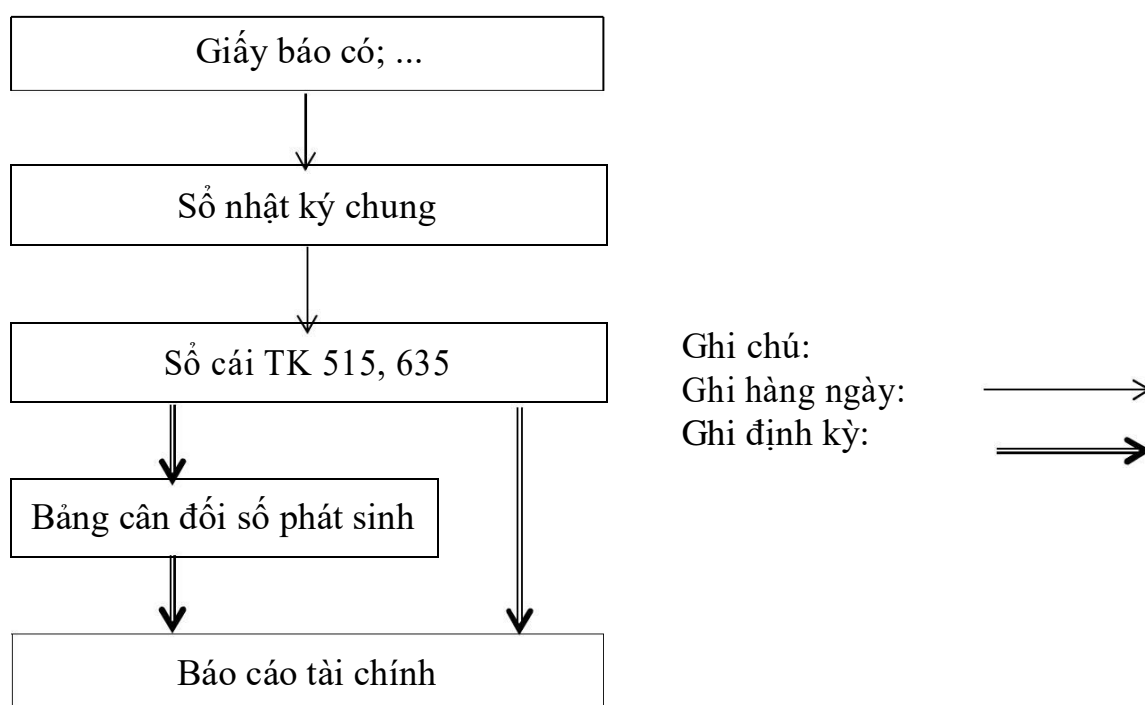 Giấy báo có; ...
Sổ nhật ký chung
Sổ cái TK 515, 635
Ghi chú:
Ghi hàng ngày:
Ghi định kỳ:
Bảng cân đối số phát sinh
Báo cáo tài chính